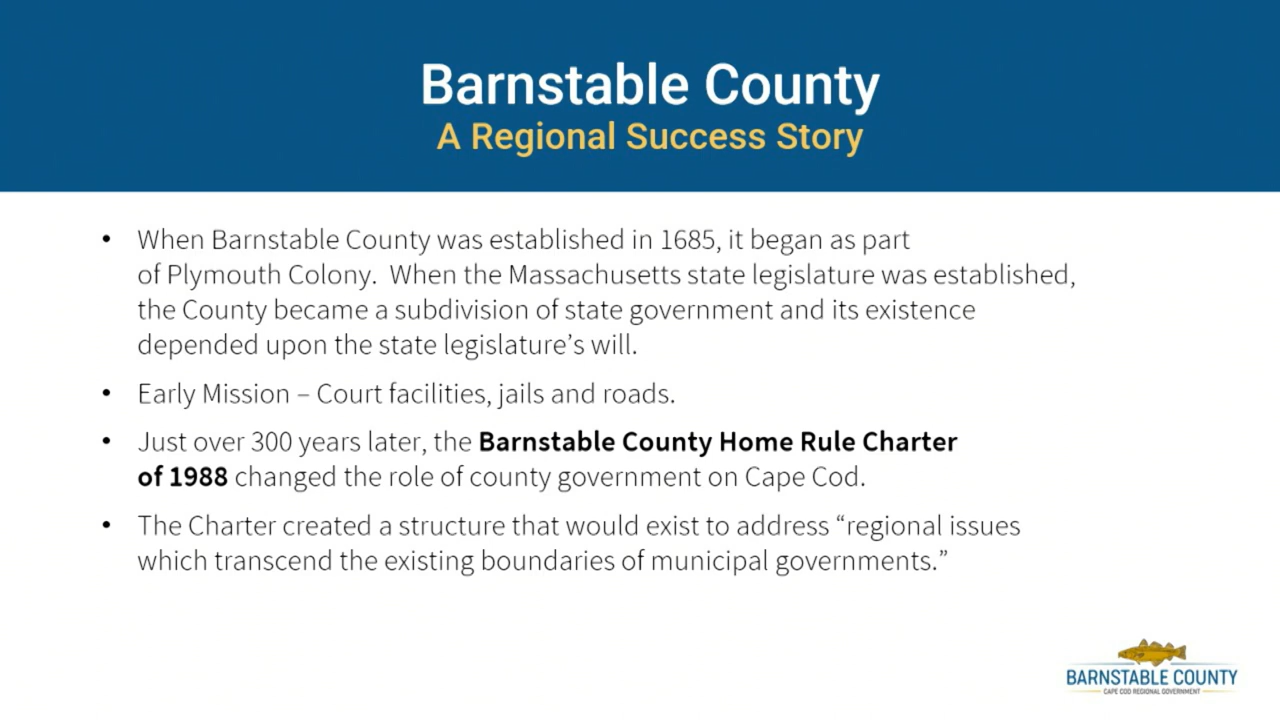 Barnstable County
A Regional Success Story
• When Barnstable County was established in 1685, it began as part
of Plymouth Colony.  When the Massachusetts state legislature was established,
the County became a subdivision of state government and its existence
depended upon the state legislature’s will.
• Early Mission – Court facilities, jails and roads.
• Just over 300 years later, the Barnstable County Home Rule Charter
of 1988 changed the role of county government on Cape Cod.
• The Charter created a structure that would exist to address “regional issues
which transcend the existing boundaries of municipal governments.”
BARNSTABLE COUNTY
CAPE COD REGIONAL GOVERNMENT